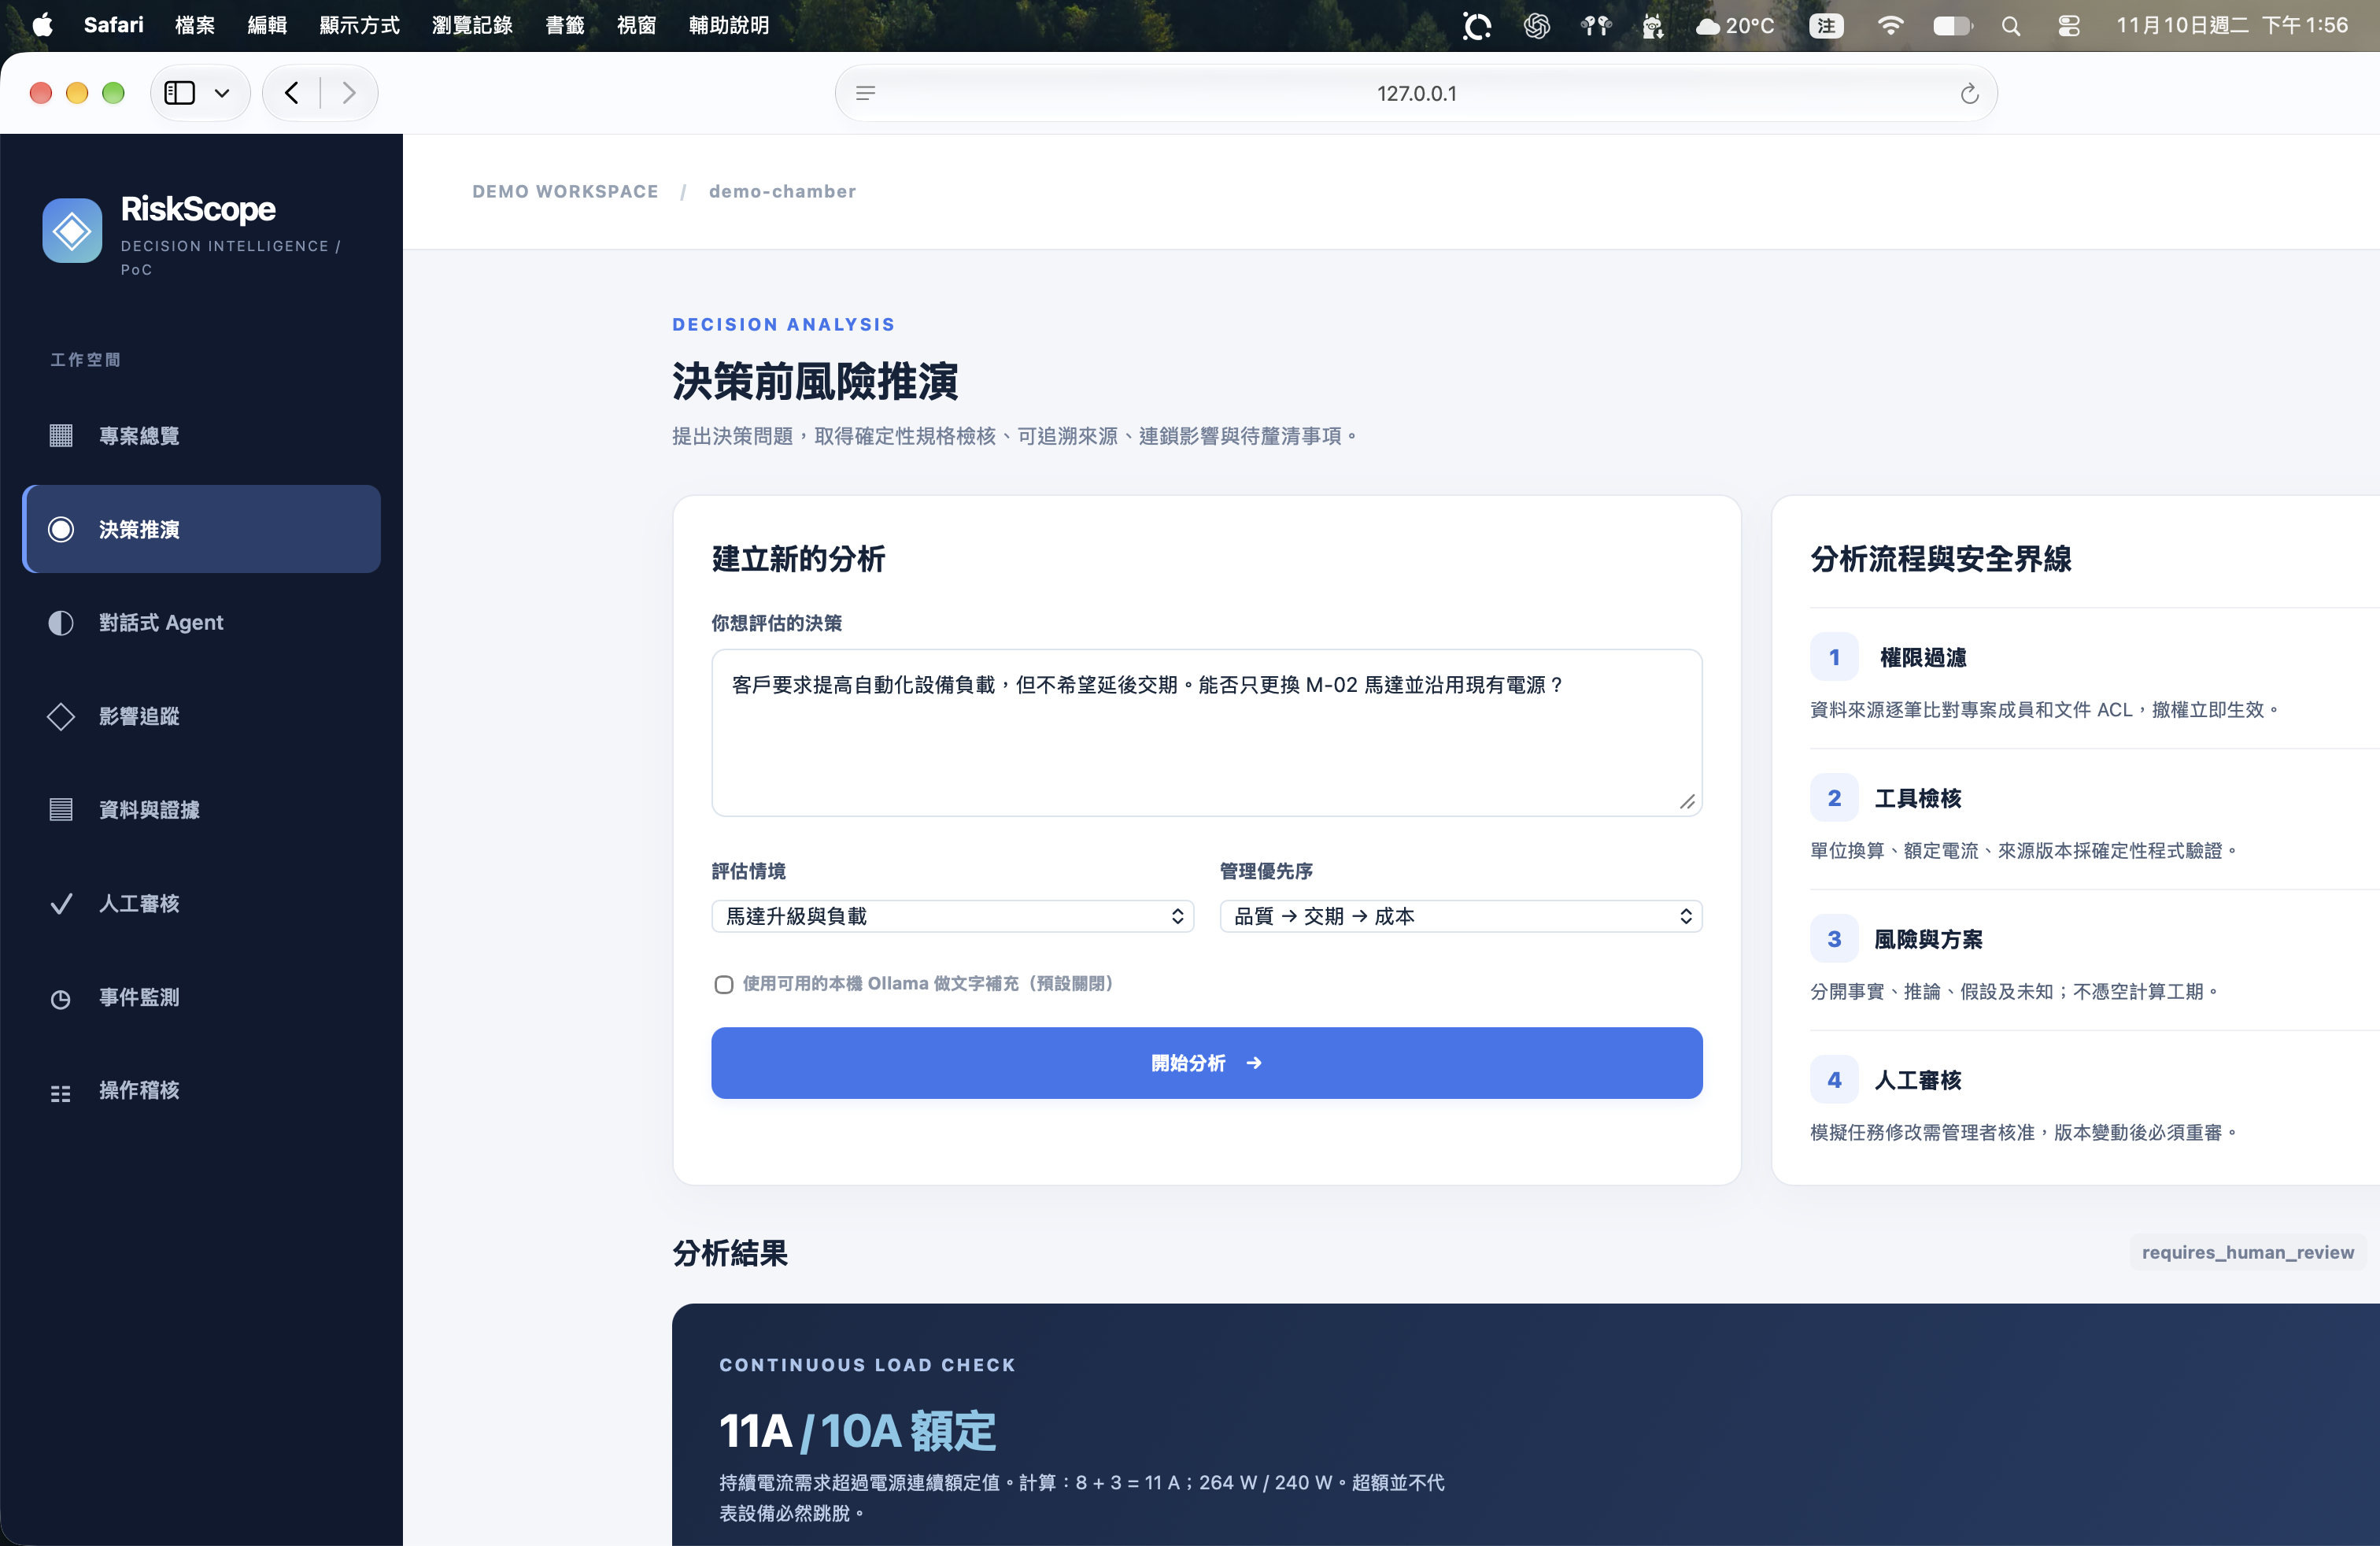 Safari 檔案 編輯 顯示方式 瀏覽記錄 書籤 視窗 輔助說明 20°C 注 11月10日週二 下午1:56
127.0.0.1
RiskScope
DECISION INTELLIGENCE /
PoC
工作空間
專案總覽
決策推演
對話式 Agent
影響追蹤
資料與證據
人工審核
事件監測
操作稽核
DEMO WORKSPACE / demo-chamber
DECISION ANALYSIS
決策前風險推演
提出決策問題，取得確定性規格檢核、可追溯來源、連鎖影響與待釐清事項。
建立新的分析
你想評估的決策
客戶要求提高自動化設備負載，但不希望延後交期。能否只更換 M-02 馬達並沿用現有電源？
評估情境
馬達升級與負載
管理優先序
品質 → 交期 → 成本
使用可用的本機 Ollama 做文字補充（預設關閉）
開始分析 →
分析流程與安全界線
1 權限過濾
資料來源逐筆比對專案成員和文件 ACL，撤權立即生效。
2 工具檢核
單位換算、額定電流、來源版本採確定性程式驗證。
3 風險與方案
分開事實、推論、假設及未知；不憑空計算工期。
4 人工審核
模擬任務修改需管理者核准，版本變動後必須重審。
分析結果
requires_human_review
CONTINUOUS LOAD CHECK
11A / 10A 額定
持續電流需求超過電源連續額定值。計算：8 + 3 = 11 A；264 W / 240 W。超額並不代
表設備必然跳脫。